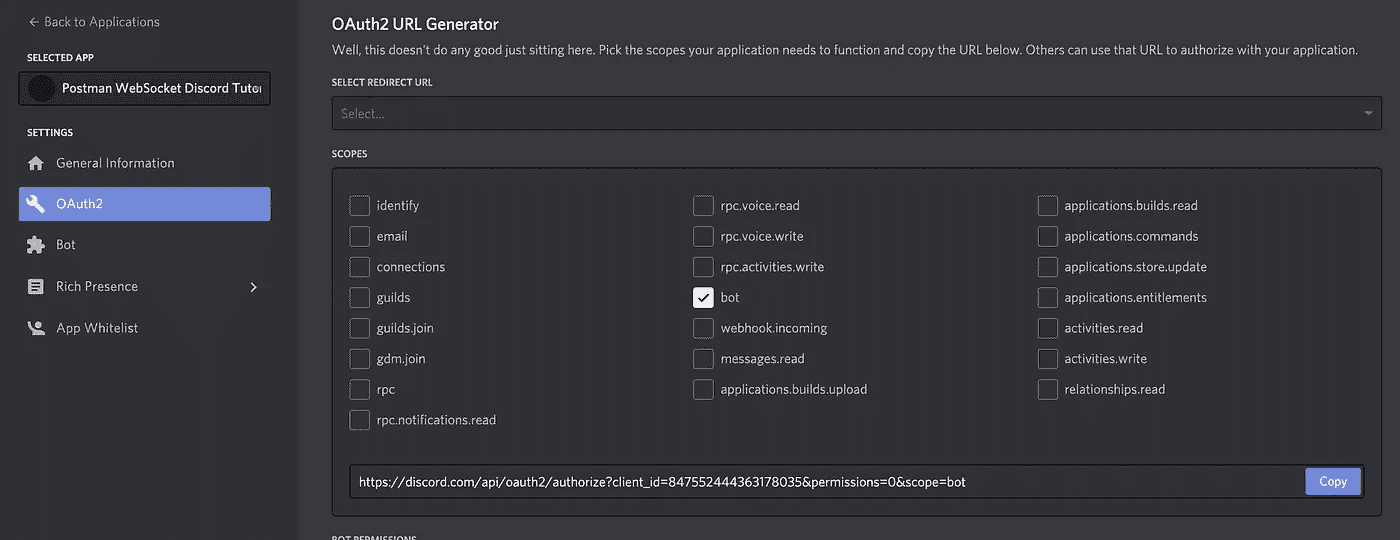 ← Back to Applications
SELECTED APP
Postman WebSocket Discord Tutor
SETTINGS
General Information
OAuth2
Bot
Rich Presence
App Whitelist
OAuth2 URL Generator
Well, this doesn't do any good just sitting here. Pick the scopes your application needs to function and copy the URL below. Others can use that URL to authorize with your application.
SELECT REDIRECT URL
Select...
SCOPES
identify
email
connections
guilds
guilds.join
gdm.join
rpc
rpc.notifications.read
rpc.voice.read
rpc.voice.write
rpc.activities.write
bot
webhook.incoming
messages.read
applications.builds.upload
applications.builds.read
applications.commands
applications.store.update
applications.entitlements
activities.read
activities.write
relationships.read
https://discord.com/api/oauth2/authorize?client_id=847552444363178035&permissions=0&scope=bot
Copy
BOT PERMISSIONS